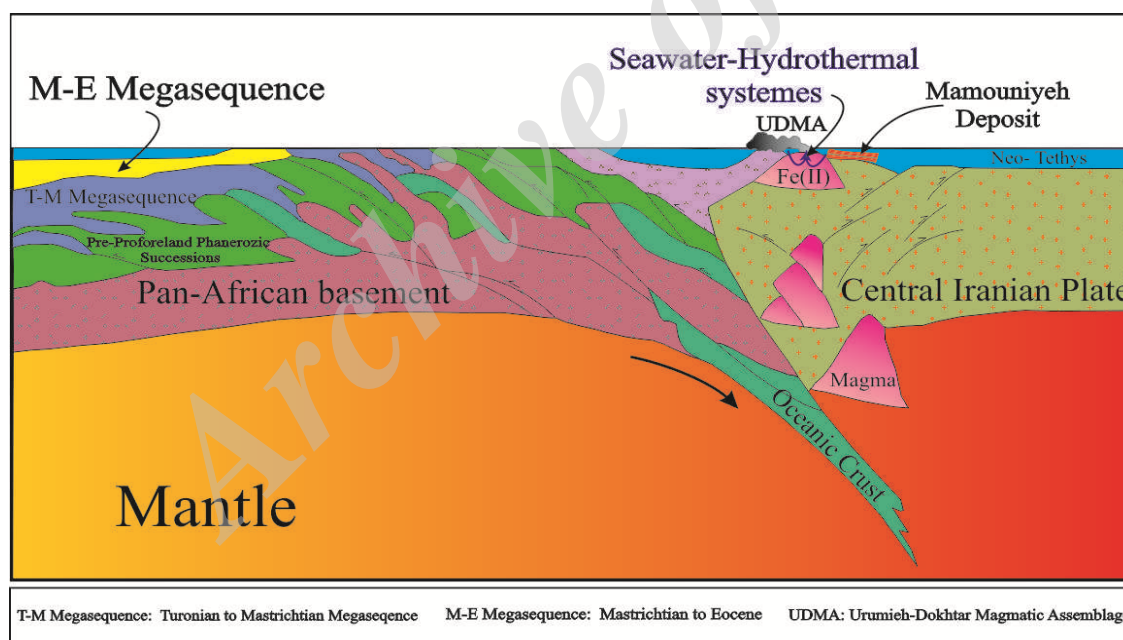 M-E Megasequence
Seawater-Hydrothermal
systemes
UDMA
Mamouniyeh
Deposit
Neo- Tethys
Fe(II)
T-M Megasequence
Pre-Proforeland Phanerozic
Successions
Pan-African basement
Central Iranian Plate
Magma
Oceanic Crust
Mantle
Archive of
T-M Megasequence: Turonian to Mastrichtian Megaseqence M-E Megasequence: Mastrichtian to Eocene UDMA: Urumieh-Dokhtar Magmatic Assemblag